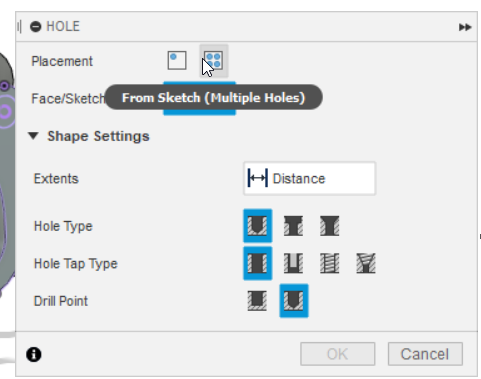 HOLE
Placement
Face/Sketch
From Sketch (Multiple Holes)
Shape Settings
Extents
Distance
Hole Type
Hole Tap Type
Drill Point
OK
Cancel